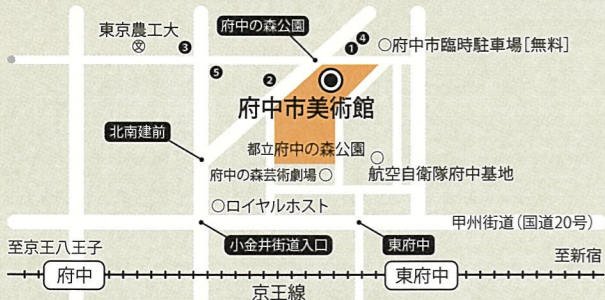 府中の森公園
東京農工大
文
❸
❶
❹
府中市臨時駐車場[無料]
❺
❷
府中市美術館
北南建前
都立府中の森公園
府中の森芸術劇場
航空自衛隊府中基地
ロイヤルホスト
甲州街道(国道20号)
小金井街道入口
東府中
至京王八王子
至新宿
府中
東府中
京王線